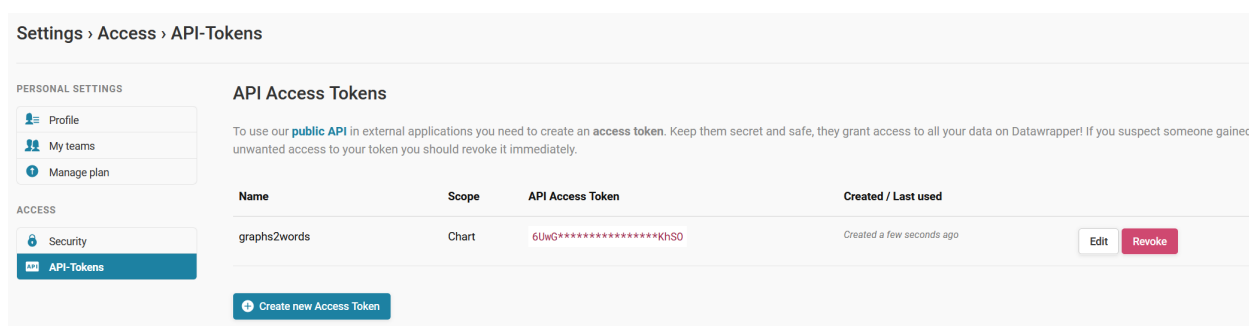 Settings › Access › API-Tokens
PERSONAL SETTINGS
Profile
My teams
Manage plan
ACCESS
Security
API API-Tokens
API Access Tokens
To use our public API in external applications you need to create an access token. Keep them secret and safe, they grant access to all your data on Datawrapper! If you suspect someone gained
unwanted access to your token you should revoke it immediately.
Name Scope API Access Token Created / Last used
graphs2words Chart 6UwG****************KhSO Created a few seconds ago Edit Revoke
Create new Access Token